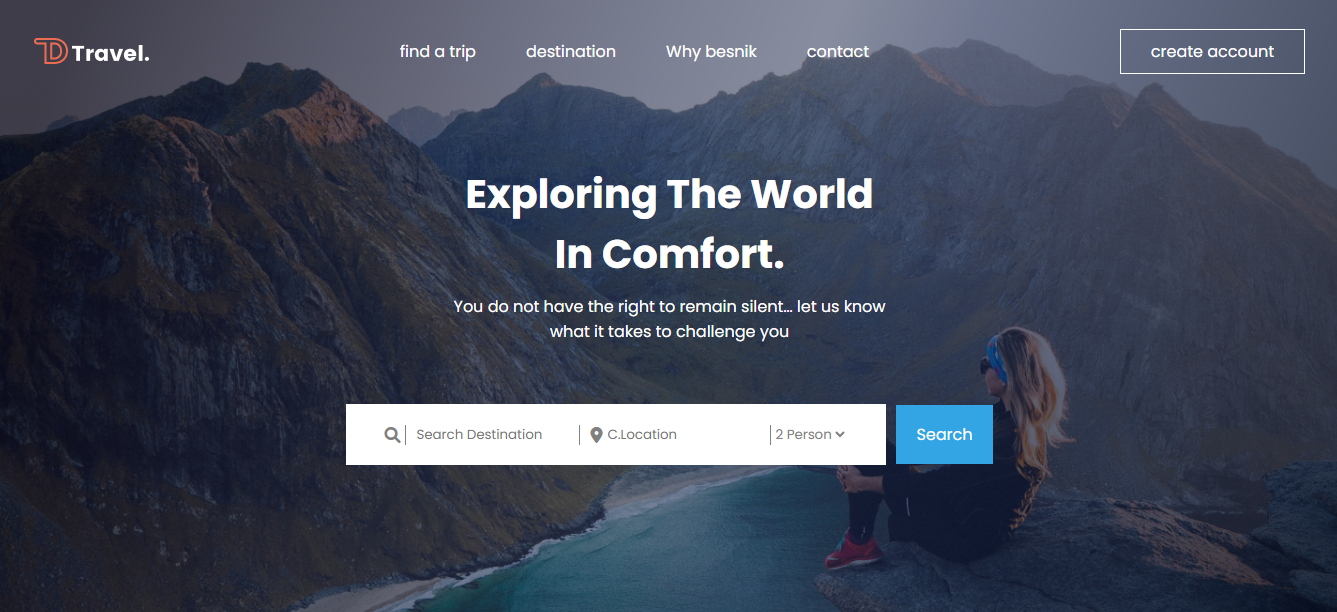 TD Travel.
find a trip
destination
Why besnik
contact
create account
Exploring The World
In Comfort.
You do not have the right to remain silent... let us know
what it takes to challenge you
Search Destination
C.Location
2 Person
Search